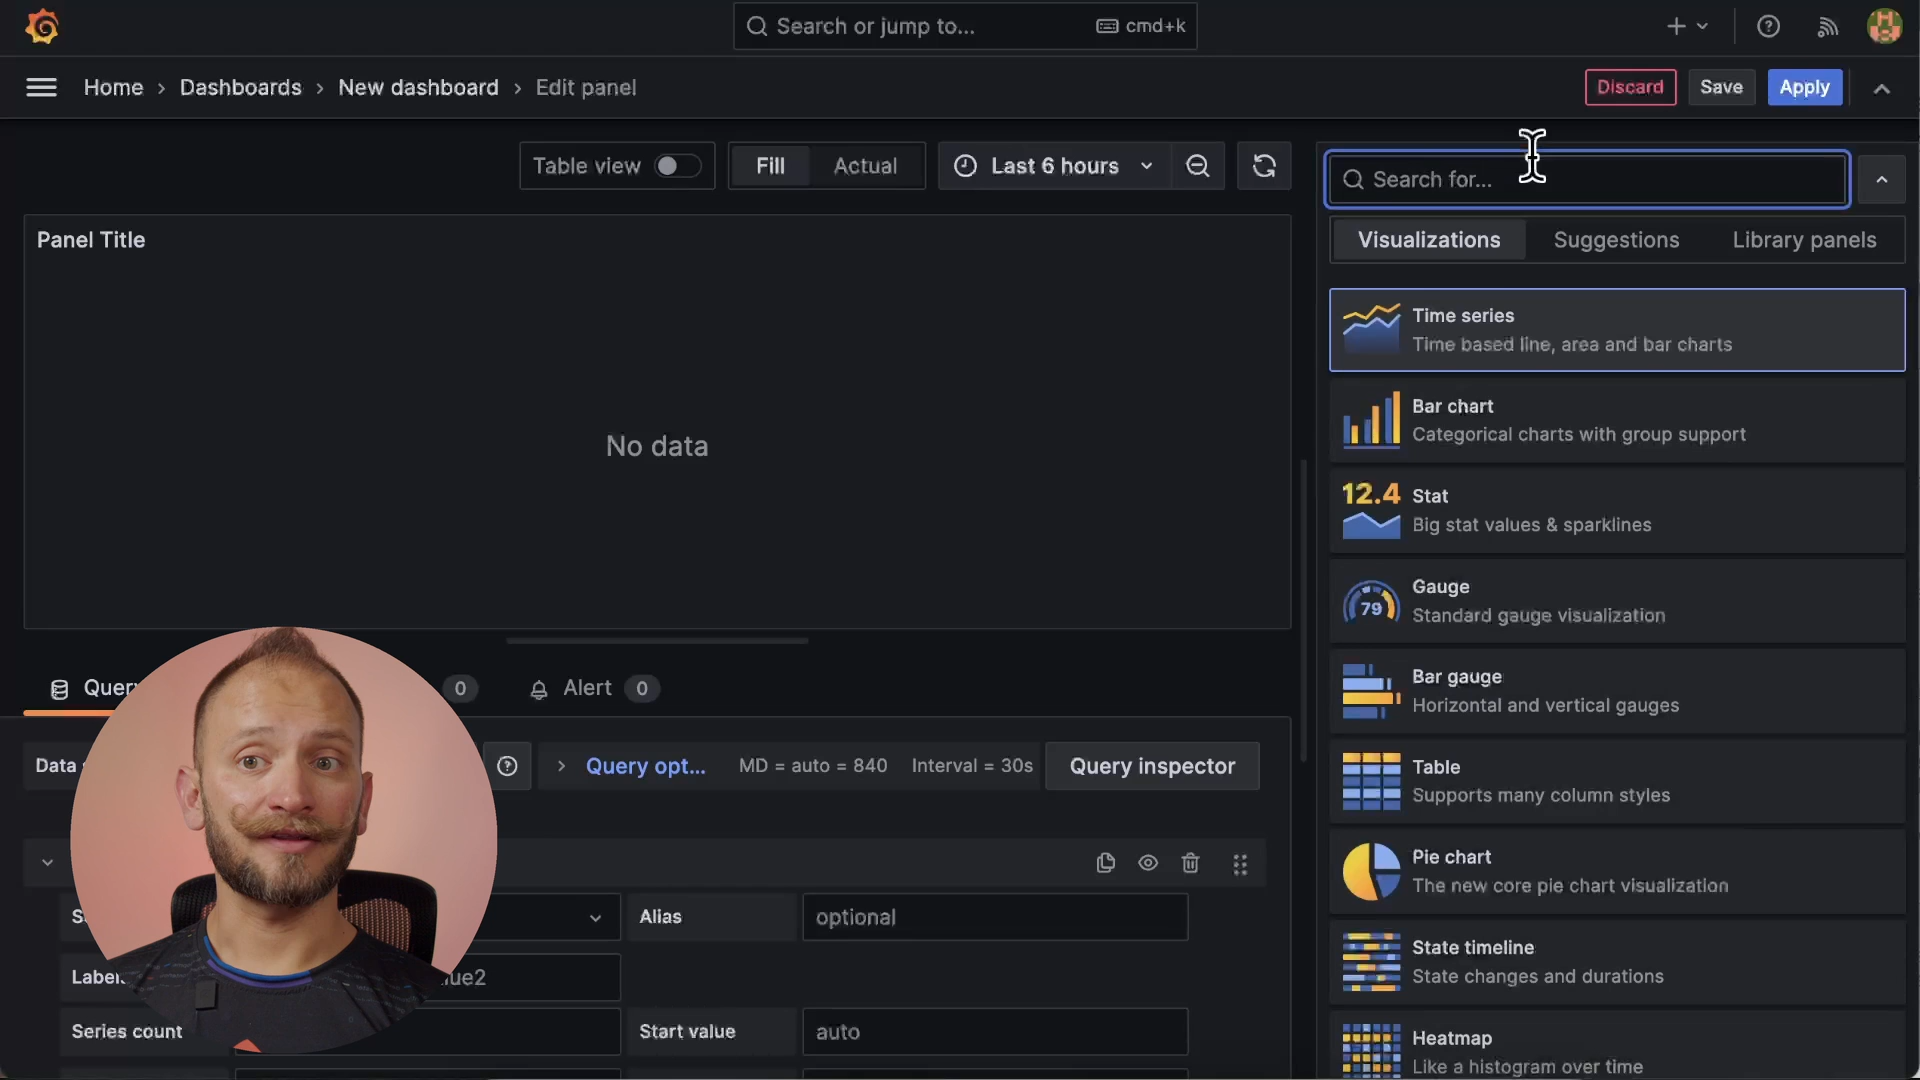 Search or jump to...
cmd+k
Home › Dashboards › New dashboard › Edit panel
Discard
Save
Apply
Table view
Fill
Actual
Last 6 hours
Search for...
Visualizations
Suggestions
Library panels
Panel Title
No data
Time series
Time based line, area and bar charts
Bar chart
Categorical charts with group support
12.4
Stat
Big stat values & sparklines
79
Gauge
Standard gauge visualization
Bar gauge
Horizontal and vertical gauges
Table
Supports many column styles
Pie chart
The new core pie chart visualization
State timeline
State changes and durations
Heatmap
Like a histogram over time
Query
0
Alert
0
Data
Query opt...
MD = auto = 840
Interval = 30s
Query inspector
Alias
optional
Series count
Start value
auto